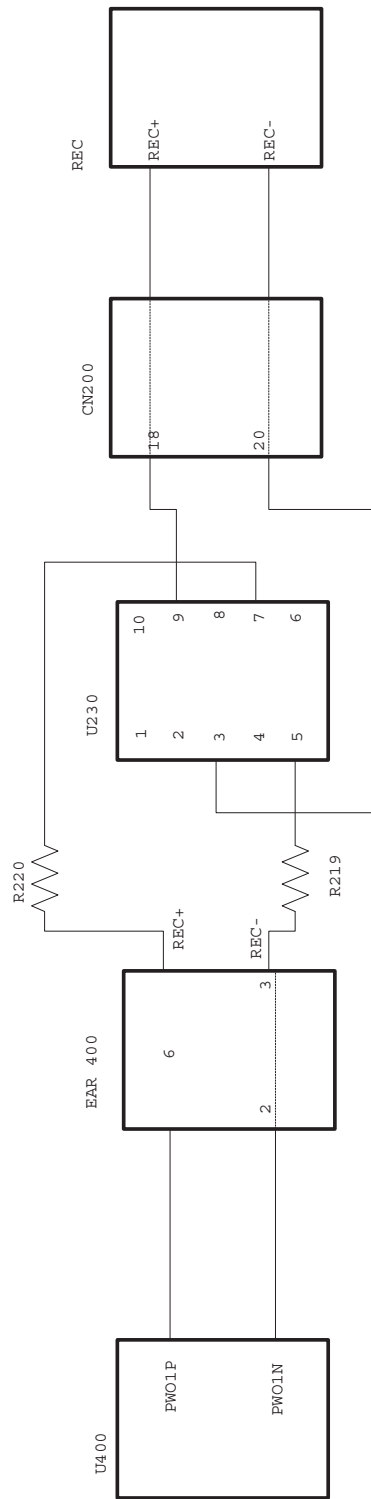 REC
REC+
REC-
CN200
18
20
U230
10
9
8
7
6
1
2
3
4
5
R220
R219
REC+
REC-
EAR 400
6
3
2
U400
PWO1P
PWO1N